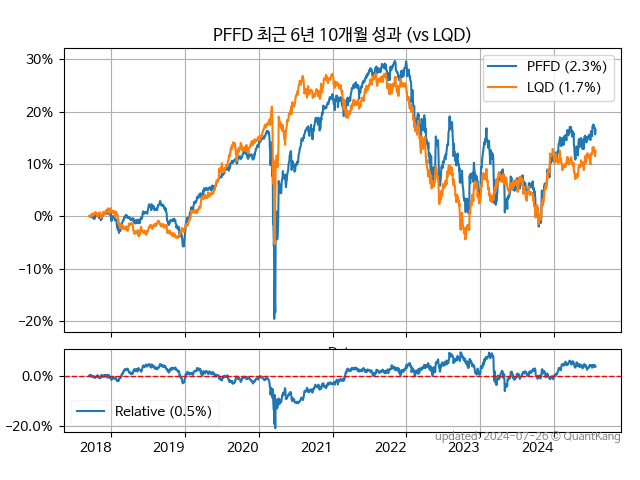 PFFD 최근 6년 10개월 성과 (vs LQD)
30%
20%
10%
0%
−10%
−20%
PFFD (2.3%)
LQD (1.7%)
0.0%
−20.0%
Relative (0.5%)
2018 2019 2020 2021 2022 2023 2024
updated: 2024-07-26 © QuantKang